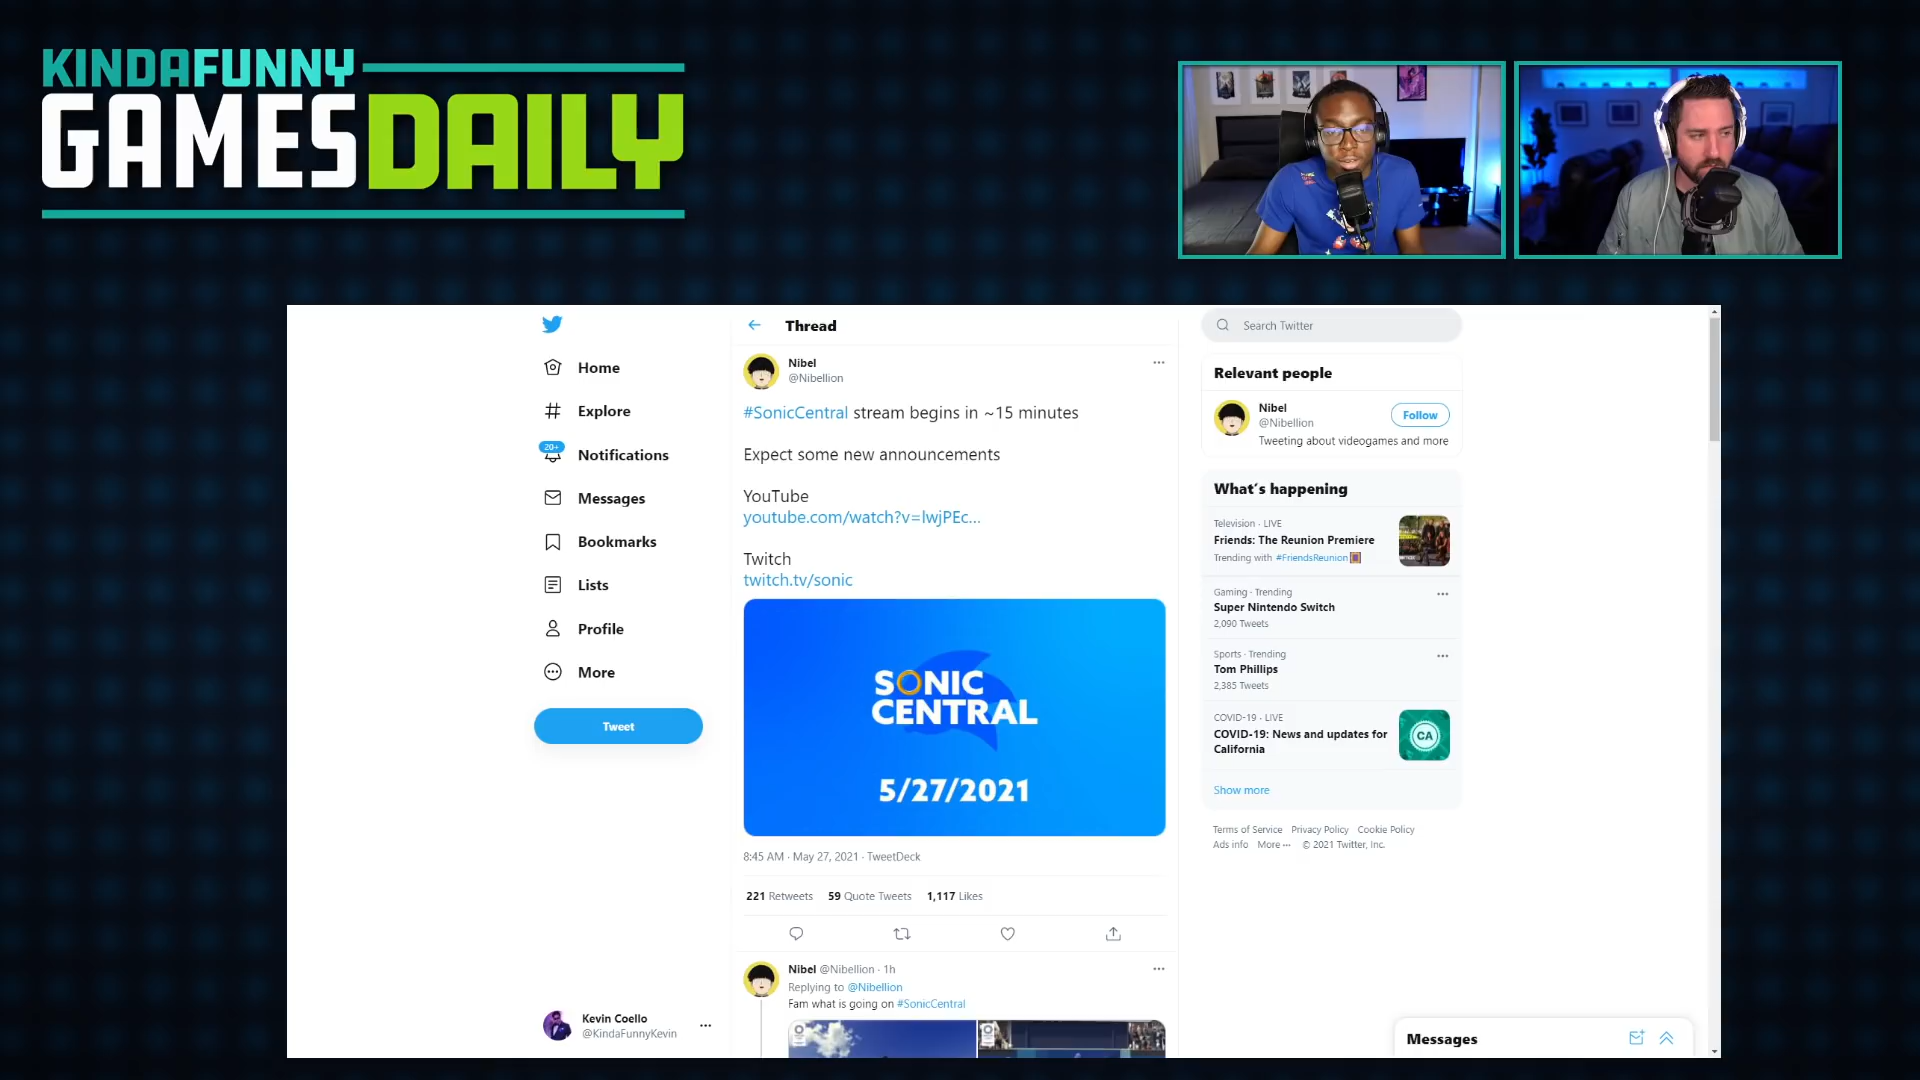 KINDAFUNNY
GAMESDAILY
Home
Explore
20+
Notifications
Messages
Bookmarks
Lists
Profile
More
Tweet
Kevin Coello
@KindaFunnyKevin
Thread
Nibel
@Nibellion
#SonicCentral stream begins in ~15 minutes
Expect some new announcements
YouTube
youtube.com/watch?v=lwjPEc...
Twitch
twitch.tv/sonic
SONIC
CENTRAL
5/27/2021
8:45 AM · May 27, 2021 · TweetDeck
221 Retweets 59 Quote Tweets 1,117 Likes
Nibel @Nibellion · 1h
Replying to @Nibellion
Fam what is going on #SonicCentral
Search Twitter
Relevant people
Nibel
@Nibellion
Follow
Tweeting about videogames and more
What's happening
Television · LIVE
Friends: The Reunion Premiere
Trending with #FriendsReunion
Gaming · Trending
Super Nintendo Switch
2,090 Tweets
Sports · Trending
Tom Phillips
2,385 Tweets
COVID-19 · LIVE
COVID-19: News and updates for
California
CA
Show more
Terms of Service Privacy Policy Cookie Policy
Ads info More ··· © 2021 Twitter, Inc.
Messages